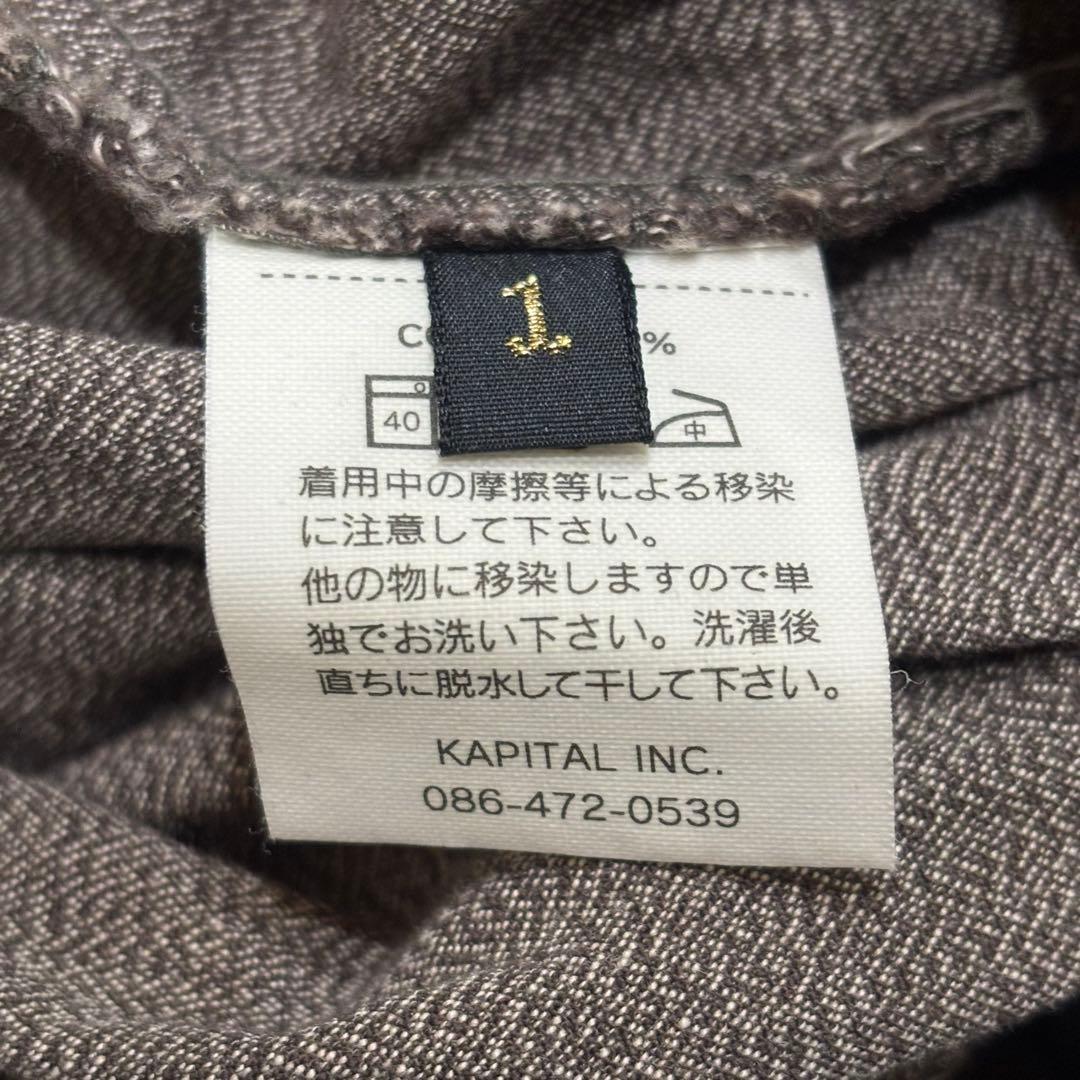 1
%
40
中
着用中の摩擦等による移染
に注意して下さい。
他の物に移染しますので単
独でお洗い下さい。洗濯後
直ちに脱水して干して下さい。
KAPITAL INC.
086-472-0539